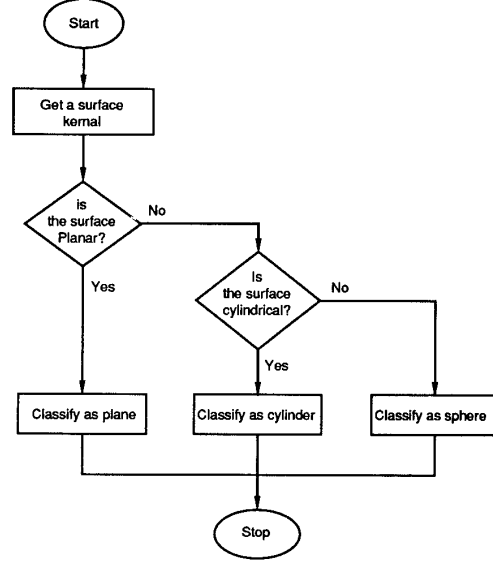 Start
Get a surface
kernal
is
the surface
Planar?
No
Yes
Is
the surface
cylindrical?
No
Yes
Classify as plane
Classify as cylinder
Classify as sphere
Stop